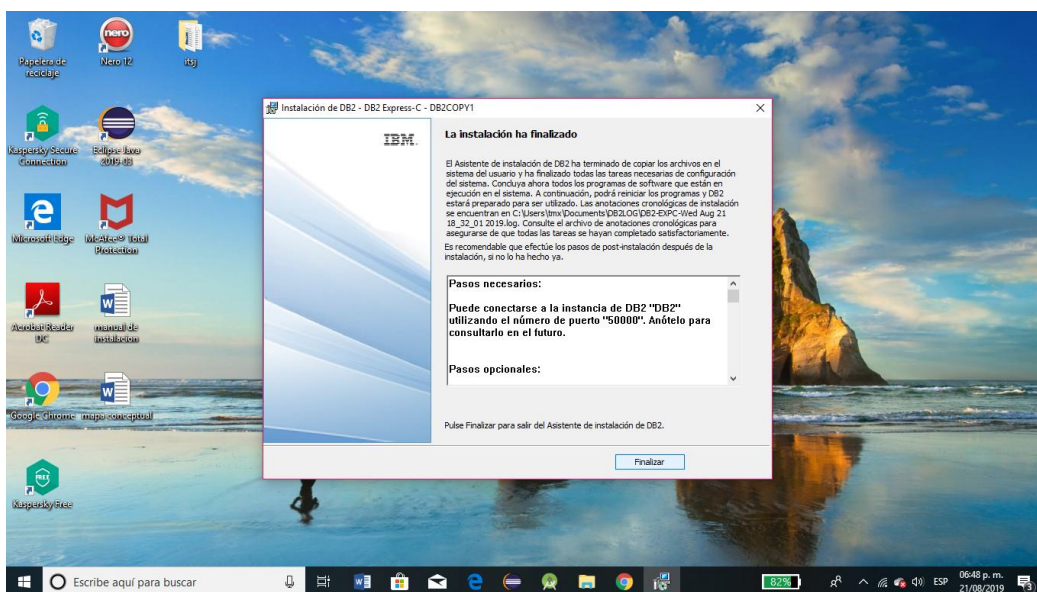 Papelera de
reciclaje
nero
Nero 12
itsj
Kaspersky Secure
Connection
Eclipse Java
2019-03
Microsoft Edge
McAfee® Total
Protection
Acrobat Reader
DC
manual de
instalacion
Google Chrome
mapa-conceptual
FREE
Kaspersky Free
Instalación de DB2 - DB2 Express-C - DB2COPY1
IBM.
La instalación ha finalizado
El Asistente de instalación de DB2 ha terminado de copiar los archivos en el
sistema del usuario y ha finalizado todas las tareas necesarias de configuración
del sistema. Concluya ahora todos los programas de software que están en
ejecución en el sistema. A continuación, podrá reiniciar los programas y DB2
estará preparado para ser utilizado. Las anotaciones cronológicas de instalación
se encuentran en C:\Users\tmx\Documents\DB2LOG\DB2-EXPC-Wed Aug 21
18_32_01 2019.log. Consulte el archivo de anotaciones cronológicas para
asegurarse de que todas las tareas se hayan completado satisfactoriamente.
Es recomendable que efectúe los pasos de post-instalación después de la
instalación, si no lo ha hecho ya.
Pasos necesarios:
Puede conectarse a la instancia de DB2 "DB2"
utilizando el número de puerto "50000". Anótelo para
consultarlo en el futuro.
Pasos opcionales:
Pulse Finalizar para salir del Asistente de instalación de DB2.
Finalizar
Escribe aquí para buscar
82%
ESP
06:48 p. m.
21/08/2019
3